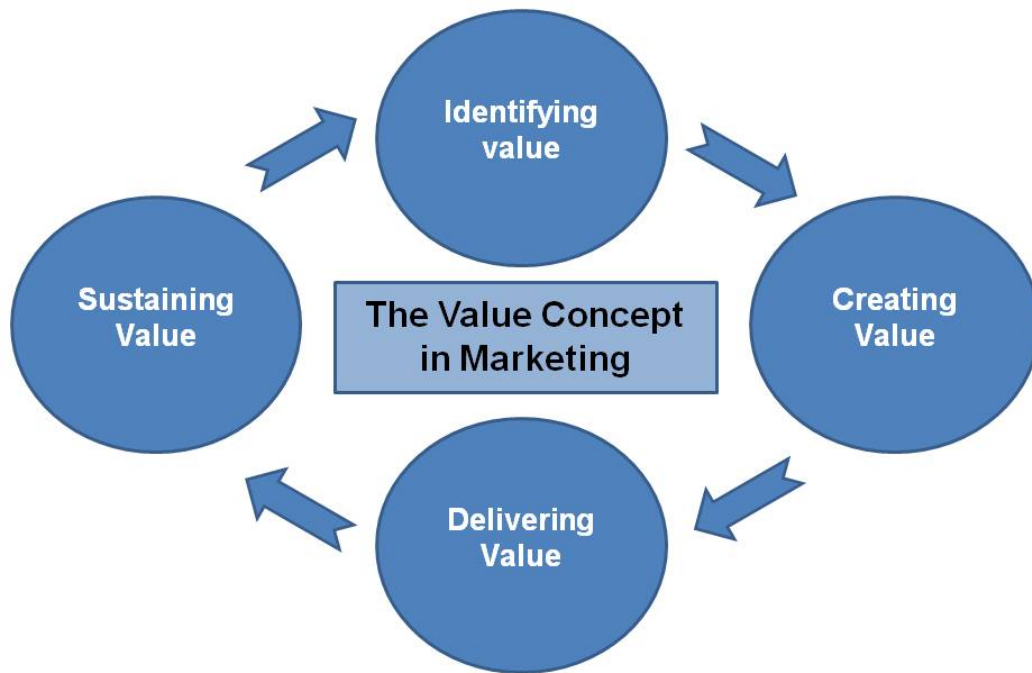 Identifying
value
Sustaining
Value
The Value Concept
in Marketing
Creating
Value
Delivering
Value